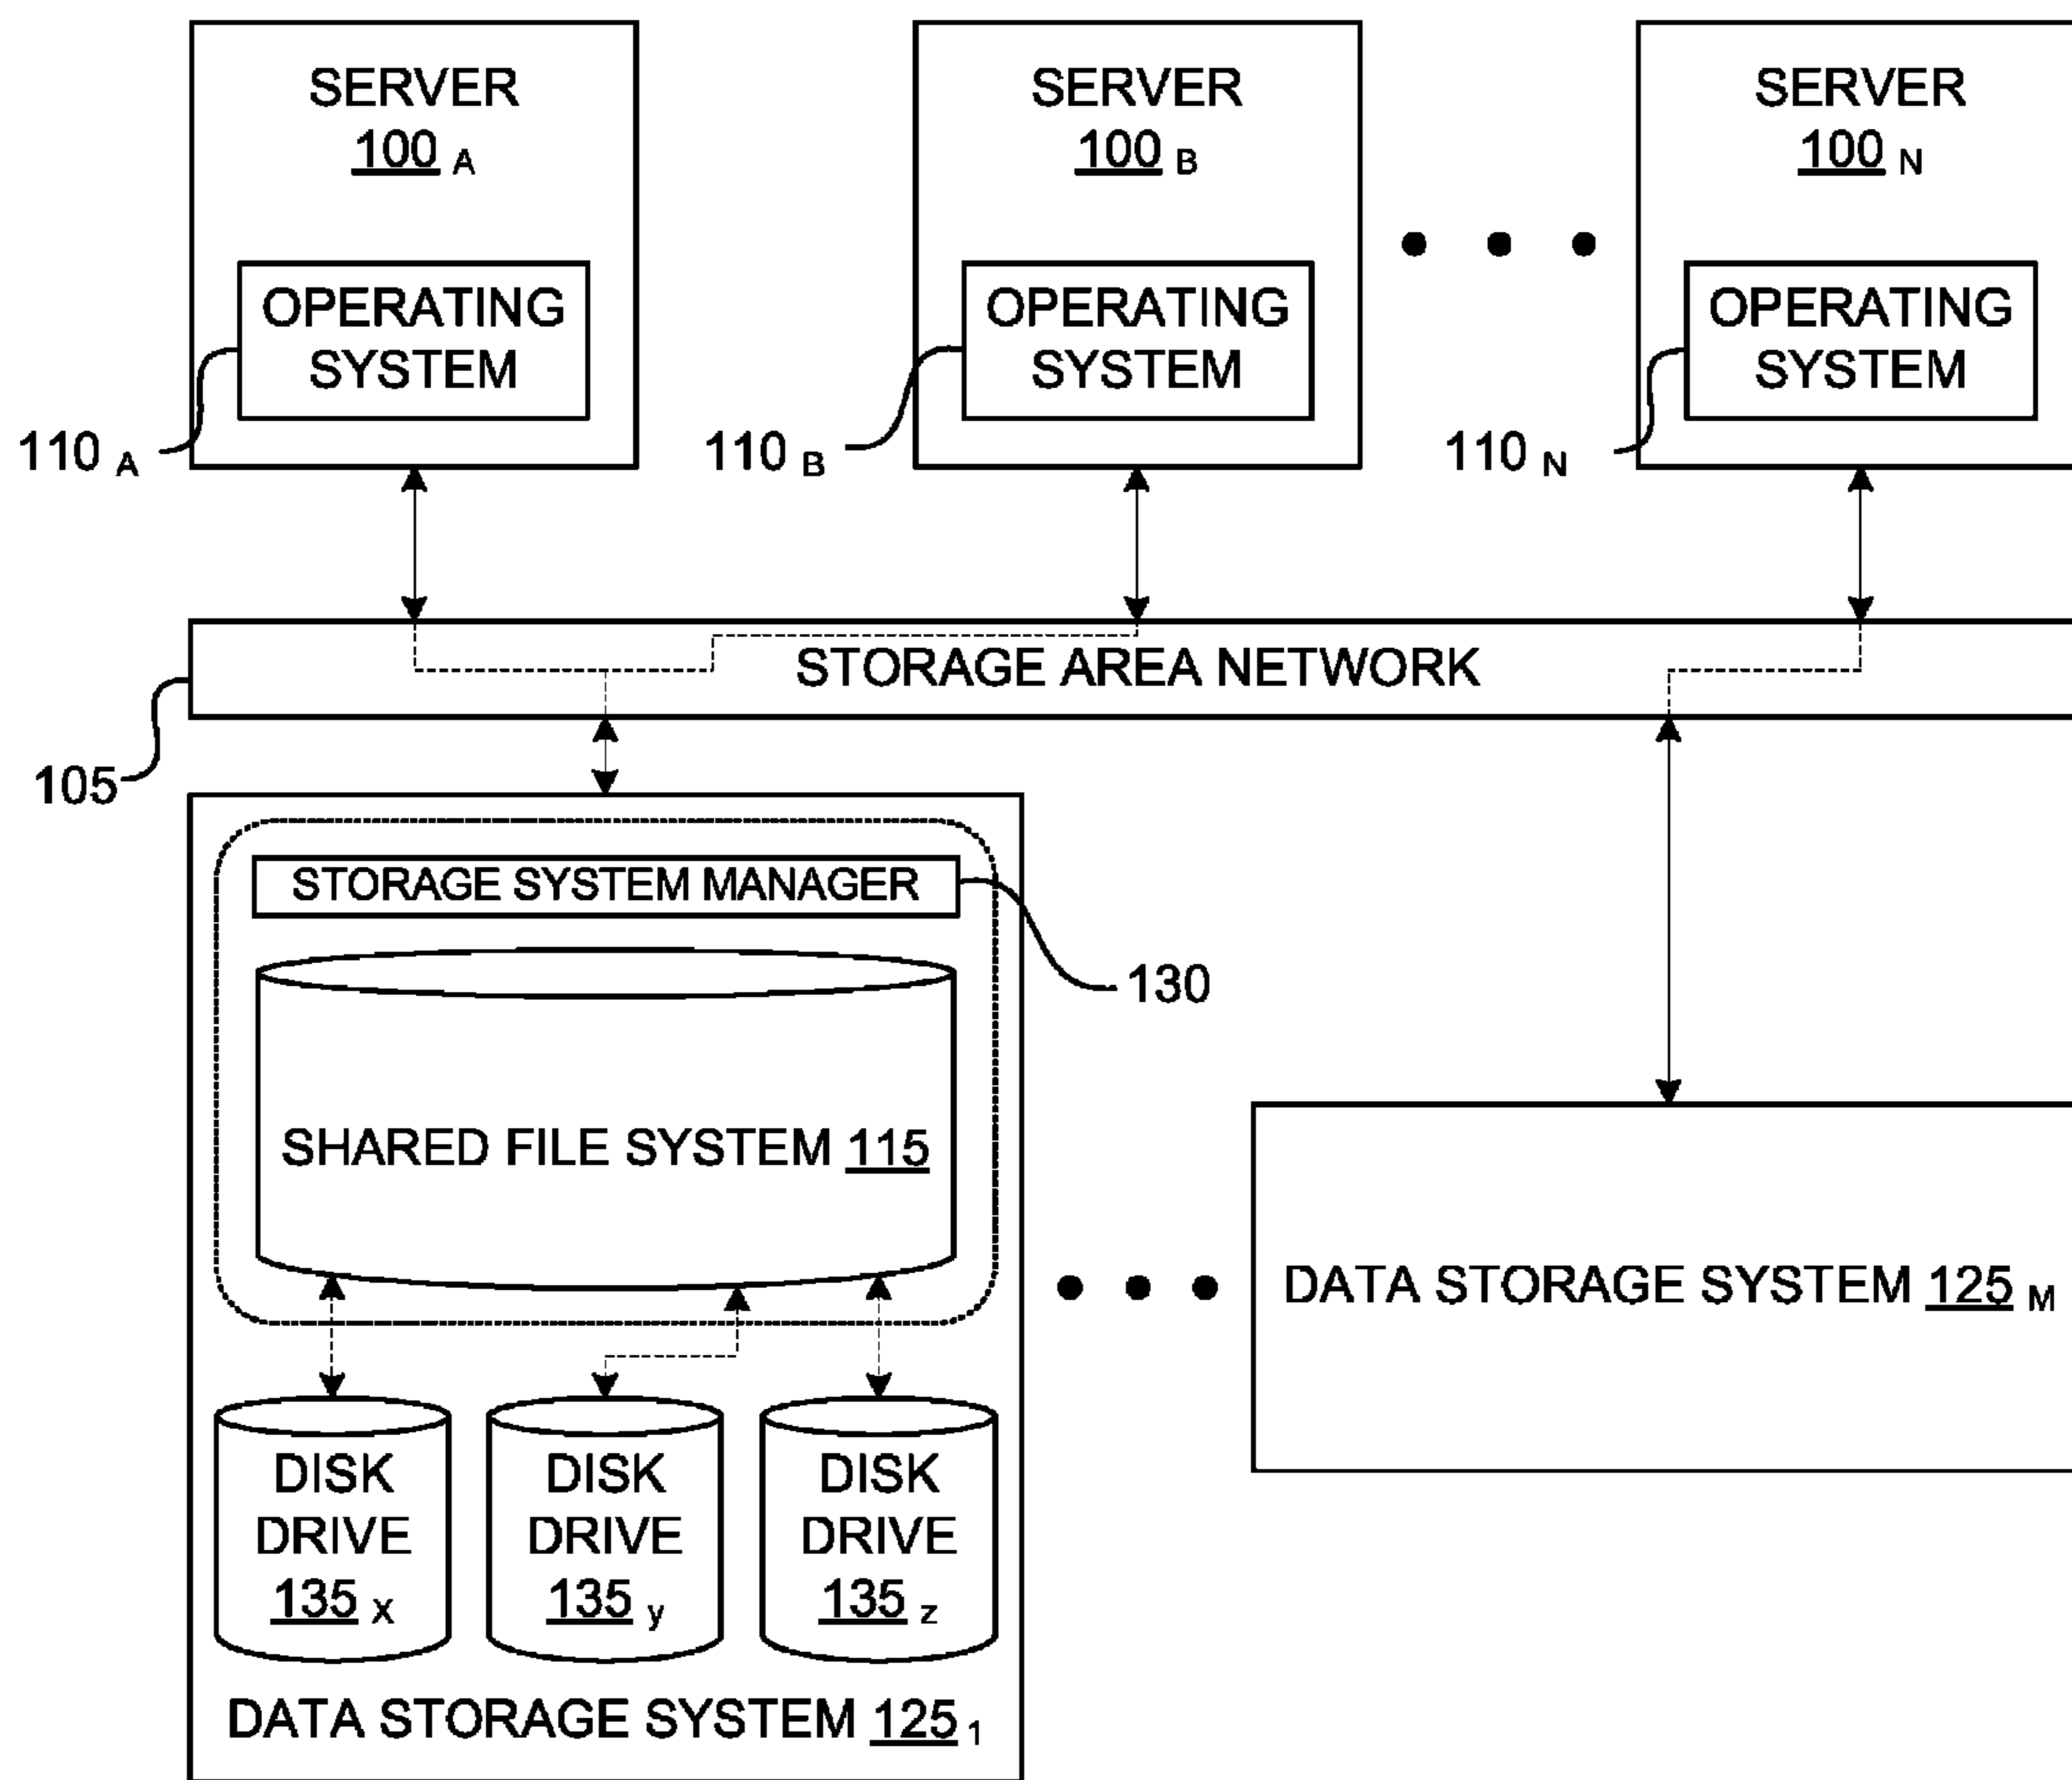 SERVER
100 A
SERVER
100 B
SERVER
100 N
OPERATING
SYSTEM
OPERATING
SYSTEM
OPERATING
SYSTEM
110 A
110 B
110 N
STORAGE AREA NETWORK
105
STORAGE SYSTEM MANAGER
130
SHARED FILE SYSTEM 115
DATA STORAGE SYSTEM 125 M
DISK
DRIVE
135 X
DISK
DRIVE
135 y
DISK
DRIVE
135 z
DATA STORAGE SYSTEM 125 1